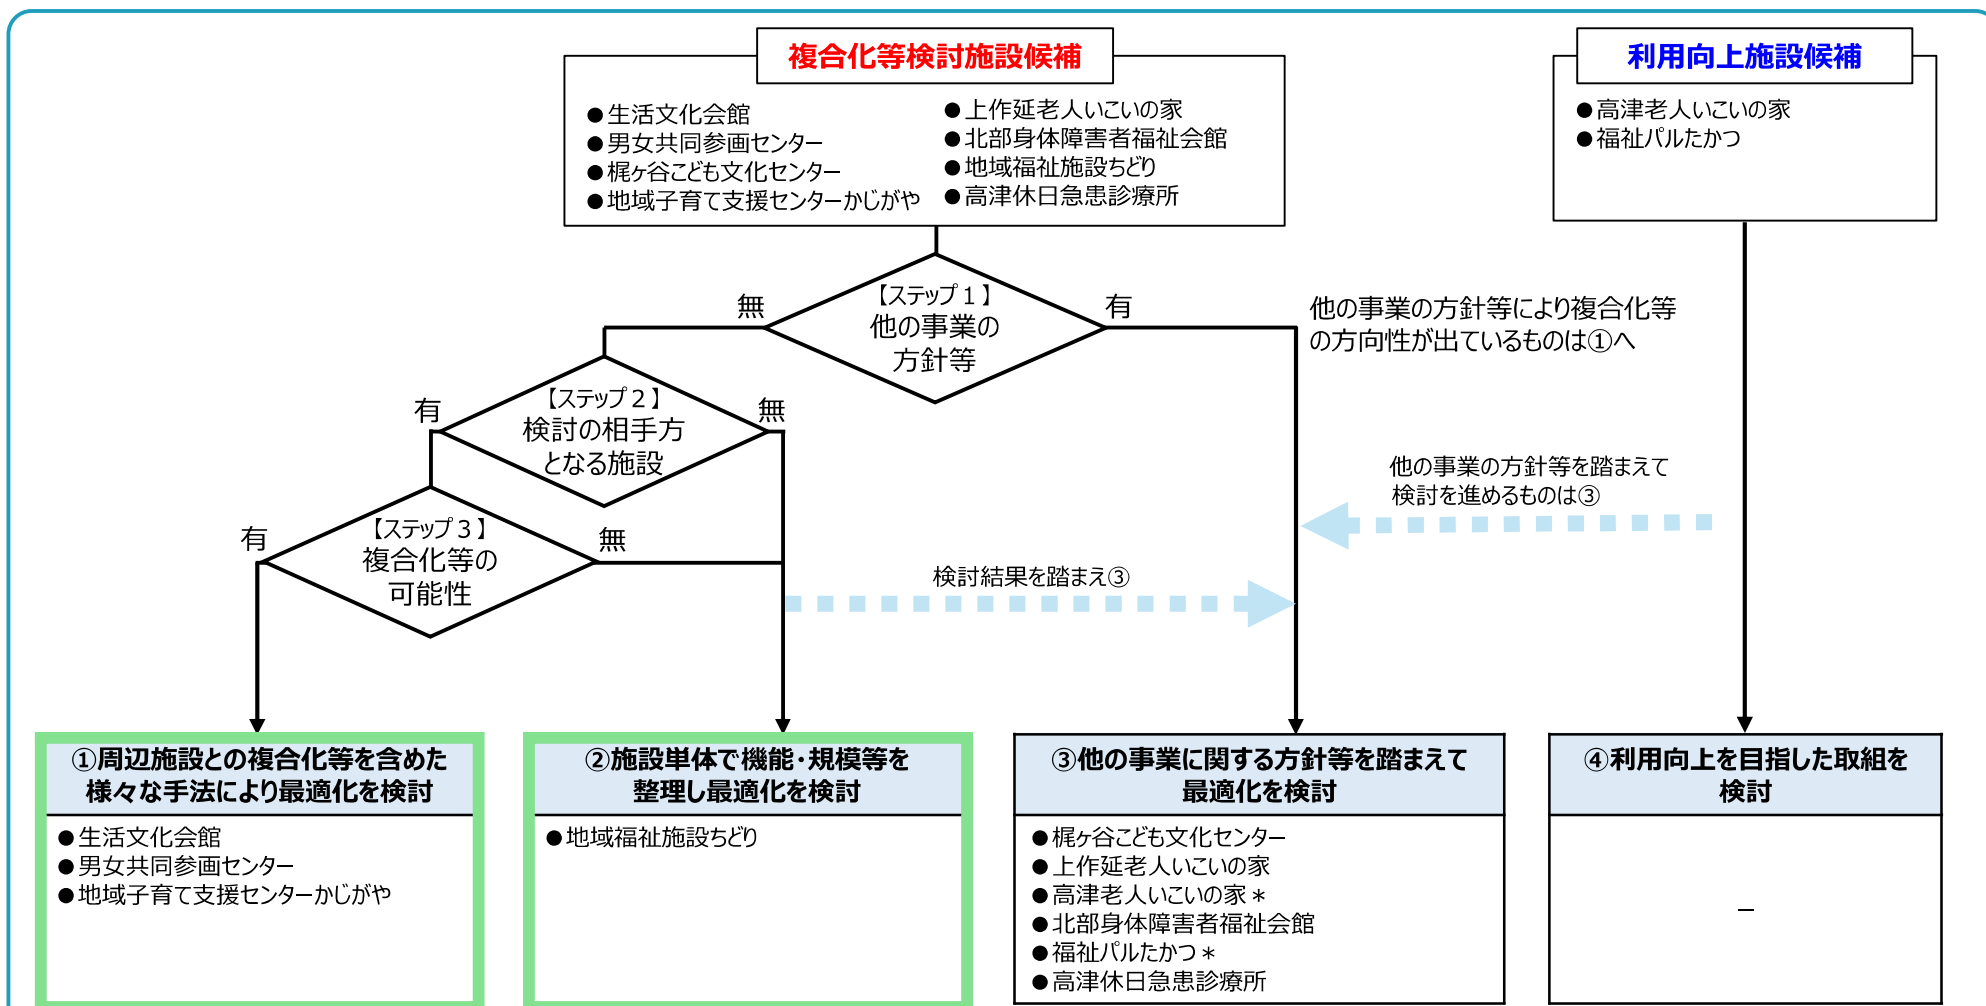 複合化等検討施設候補
●生活文化会館
●男女共同参画センター
●梶ヶ谷こども文化センター
●地域子育て支援センターかじがや
●上作延老人いこいの家
●北部身体障害者福祉会館
●地域福祉施設ちどり
●高津休日急患診療所
利用向上施設候補
●高津老人いこいの家
●福祉パルたかつ
【ステップ１】
他の事業の
方針等
無
有
他の事業の方針等により複合化等
の方向性が出ているものは①へ
【ステップ２】
検討の相手方
となる施設
有
無
他の事業の方針等を踏まえて
検討を進めるものは③
【ステップ３】
複合化等の
可能性
有
無
検討結果を踏まえ③
①周辺施設との複合化等を含めた
様々な手法により最適化を検討
●生活文化会館
●男女共同参画センター
●地域子育て支援センターかじがや
②施設単体で機能・規模等を
整理し最適化を検討
●地域福祉施設ちどり
③他の事業に関する方針等を踏まえて
最適化を検討
●梶ヶ谷こども文化センター
●上作延老人いこいの家
●高津老人いこいの家＊
●北部身体障害者福祉会館
●福祉パルたかつ＊
●高津休日急患診療所
④利用向上を目指した取組を
検討
－